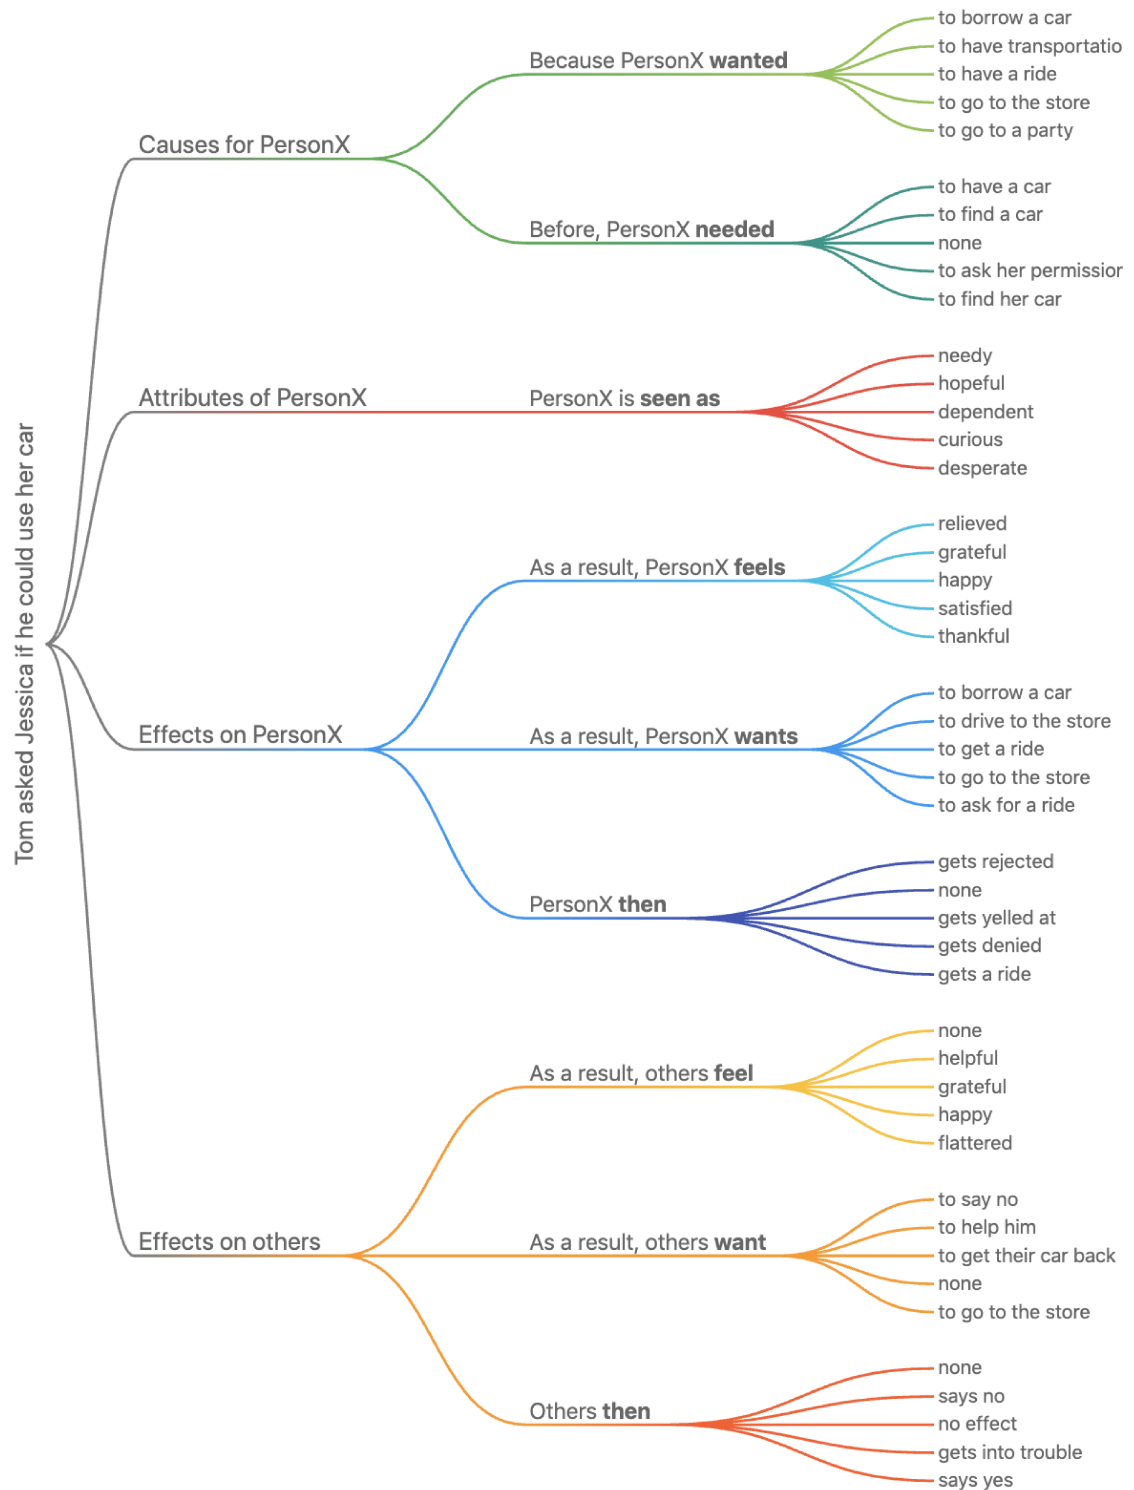 Tom asked Jessica if he could use her car
Causes for PersonX
Because PersonX wanted
to borrow a car
to have transportatio
to have a ride
to go to the store
to go to a party
Before, PersonX needed
to have a car
to find a car
none
to ask her permission
to find her car
Attributes of PersonX
PersonX is seen as
needy
hopeful
dependent
curious
desperate
Effects on PersonX
As a result, PersonX feels
relieved
grateful
happy
satisfied
thankful
As a result, PersonX wants
to borrow a car
to drive to the store
to get a ride
to go to the store
to ask for a ride
PersonX then
gets rejected
none
gets yelled at
gets denied
gets a ride
Effects on others
As a result, others feel
none
helpful
grateful
happy
flattered
As a result, others want
to say no
to help him
to get their car back
none
to go to the store
Others then
none
says no
no effect
gets into trouble
says yes